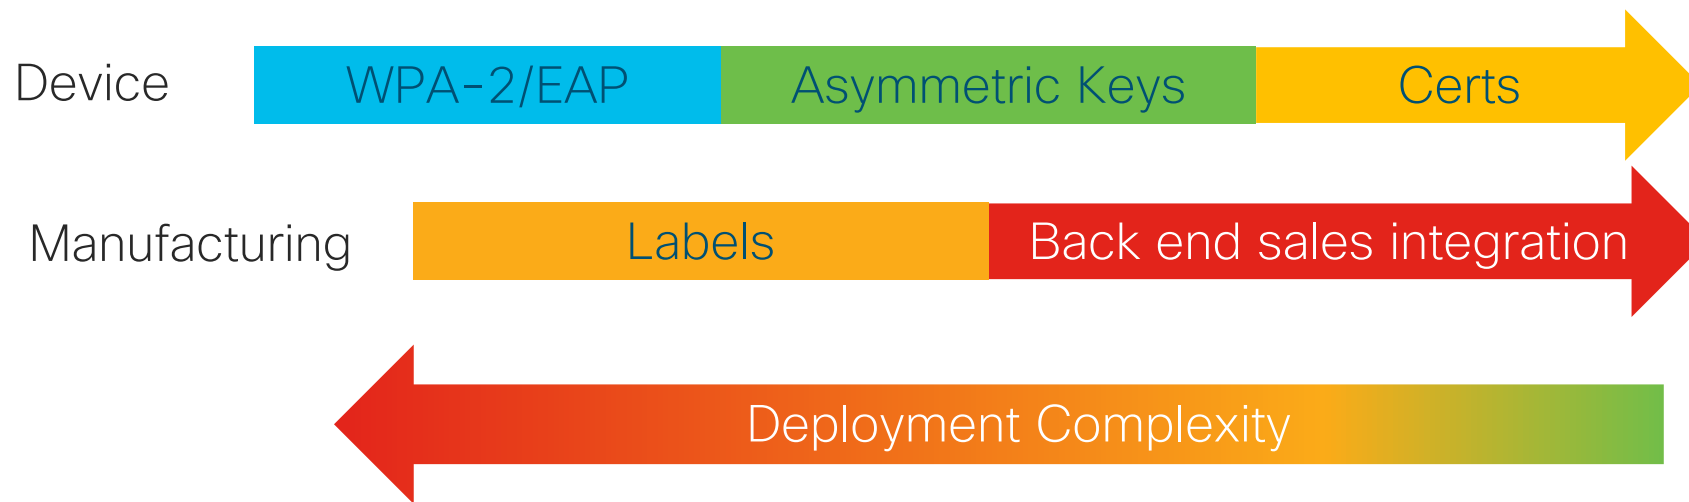 Device WPA-2/EAP Asymmetric Keys Certs
Manufacturing Labels Back end sales integration
Deployment Complexity